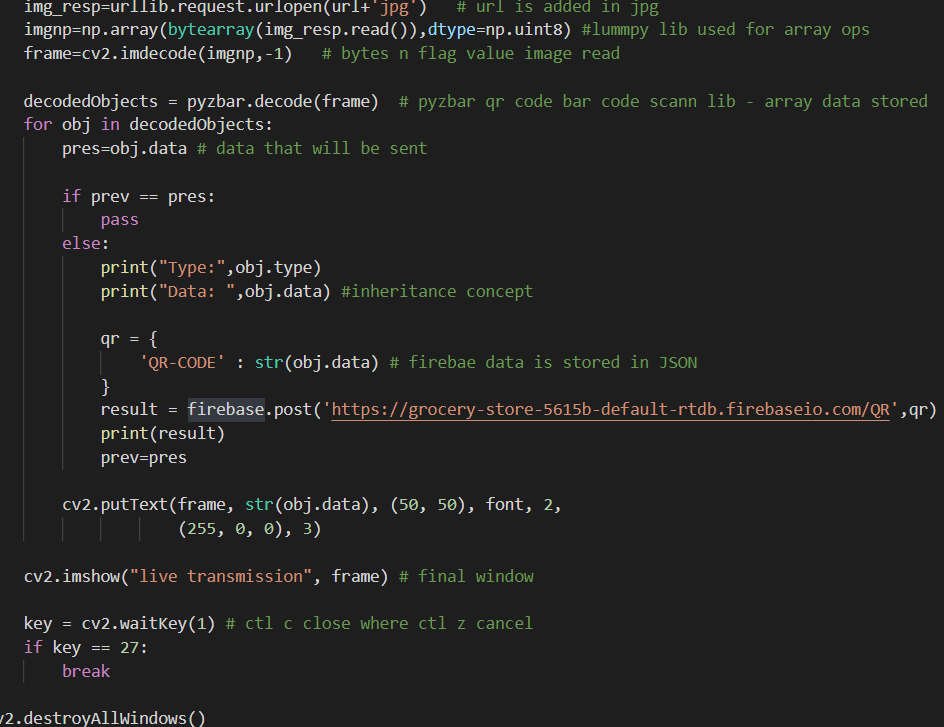 img_resp=urllib.request.urlopen(url+'jpg')   # url is added in jpg
imgnp=np.array(bytearray(img_resp.read()),dtype=np.uint8) #lummpy lib used for array ops
frame=cv2.imdecode(imgnp,-1)   # bytes n flag value image read
decodedObjects = pyzbar.decode(frame)  # pyzbar qr code bar code scann lib - array data stored
for obj in decodedObjects:
    pres=obj.data # data that will be sent
    if prev == pres:
        pass
    else:
        print("Type:",obj.type)
        print("Data: ",obj.data) #inheritance concept
        qr = {
            'QR-CODE' : str(obj.data) # firebae data is stored in JSON
        }
        result = firebase.post('https://grocery-store-5615b-default-rtdb.firebaseio.com/QR',qr)
        print(result)
        prev=pres
    cv2.putText(frame, str(obj.data), (50, 50), font, 2,
                (255, 0, 0), 3)
cv2.imshow("live transmission", frame) # final window
key = cv2.waitKey(1) # ctl c close where ctl z cancel
if key == 27:
    break
v2.destroyAllWindows()